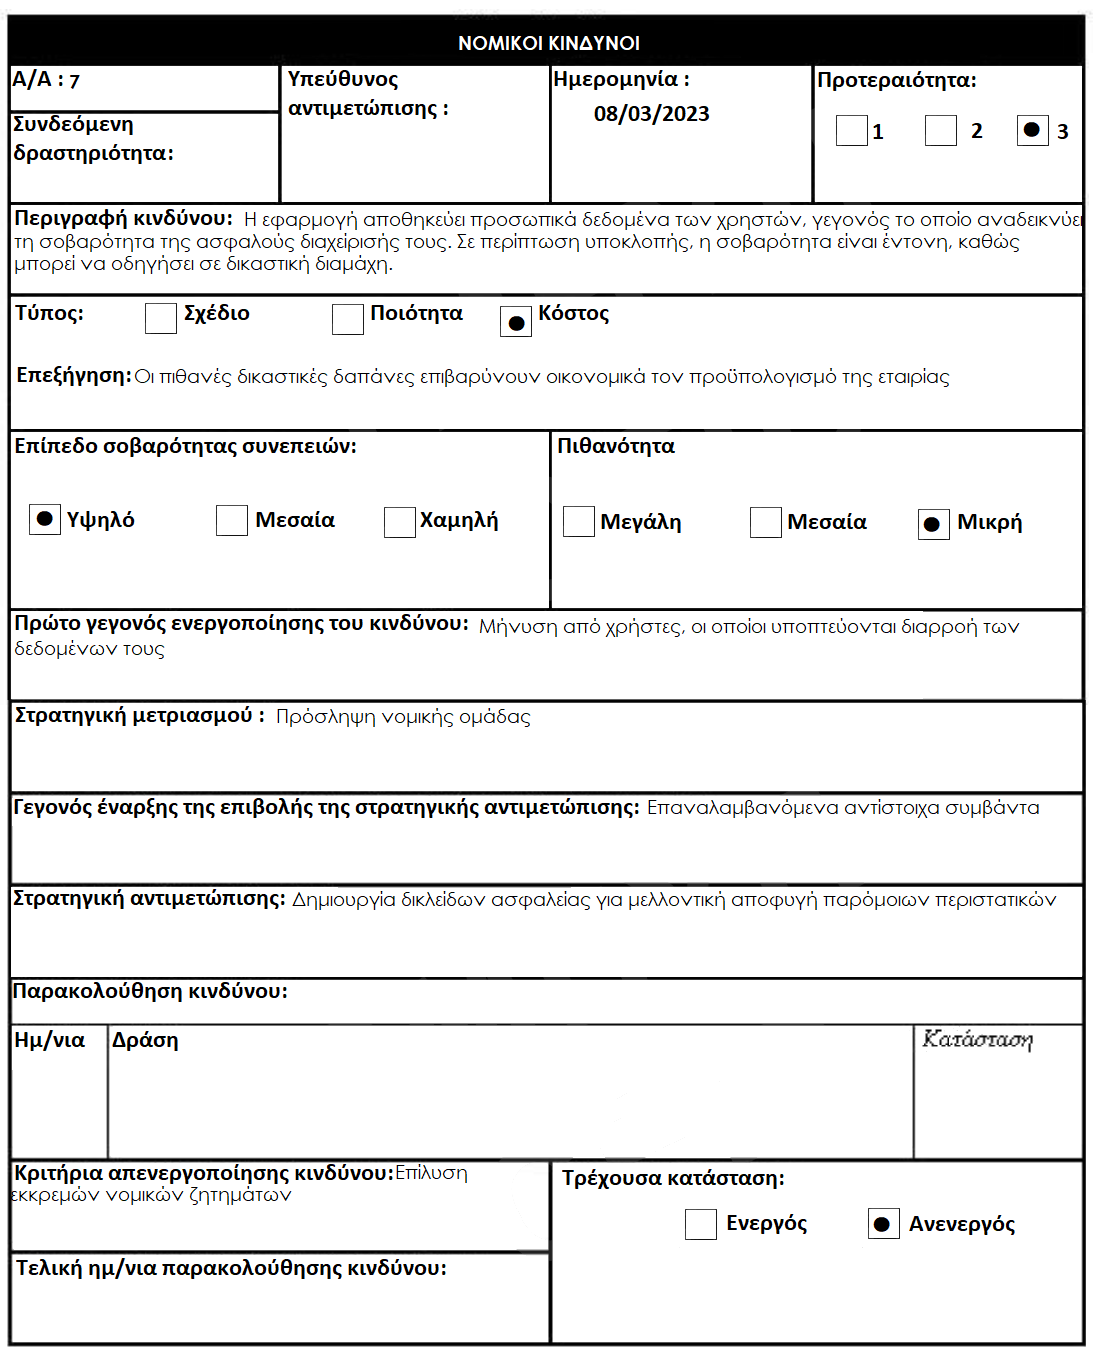 ΝΟΜΙΚΟΙ ΚΙΝΔΥΝΟΙ
Α/Α : 7
Συνδεόμενη
δραστηριότητα:
Υπεύθυνος
αντιμετώπισης :
Ημερομηνία :
08/03/2023
Προτεραιότητα:
1 2 3
Περιγραφή κινδύνου: Η εφαρμογή αποθηκεύει προσωπικά δεδομένα των χρηστών, γεγονός το οποίο αναδεικνύει
τη σοβαρότητα της ασφαλούς διαχείρισής τους. Σε περίπτωση υποκλοπής, η σοβαρότητα είναι έντονη, καθώς
μπορεί να οδηγήσει σε δικαστική διαμάχη.
Τύπος: Σχέδιο Ποιότητα Κόστος
Επεξήγηση: Οι πιθανές δικαστικές δαπάνες επιβαρύνουν οικονομικά τον προϋπολογισμό της εταιρίας
Επίπεδο σοβαρότητας συνεπειών:
Υψηλό Μεσαία Χαμηλή
Πιθανότητα
Μεγάλη Μεσαία Μικρή
Πρώτο γεγονός ενεργοποίησης του κινδύνου: Μήνυση από χρήστες, οι οποίοι υποπτεύονται διαρροή των
δεδομένων τους
Στρατηγική μετριασμού : Πρόσληψη νομικής ομάδας
Γεγονός έναρξης της επιβολής της στρατηγικής αντιμετώπισης: Επαναλαμβανόμενα αντίστοιχα συμβάντα
Στρατηγική αντιμετώπισης: Δημιουργία δικλείδων ασφαλείας για μελλοντική αποφυγή παρόμοιων περιστατικών
Παρακολούθηση κινδύνου:
Ημ/νια Δράση Κατάσταση
Κριτήρια απενεργοποίησης κινδύνου: Επίλυση
εκκρεμών νομικών ζητημάτων
Τελική ημ/νια παρακολούθησης κινδύνου:
Τρέχουσα κατάσταση:
Ενεργός Ανενεργός